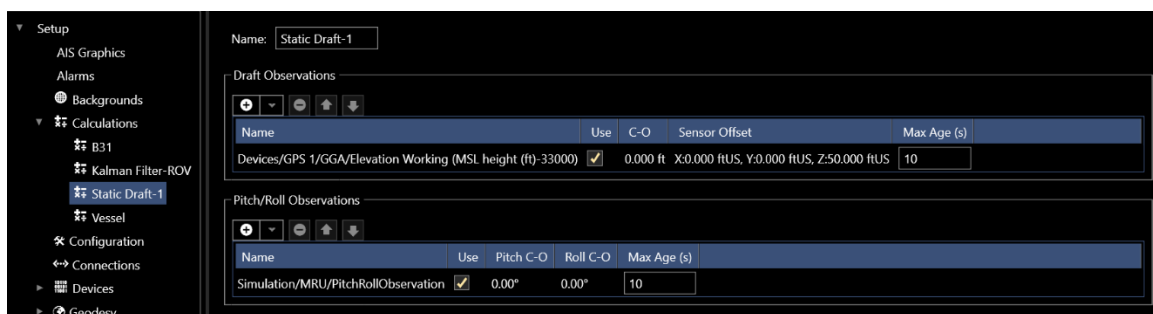 Setup
AIS Graphics
Alarms
Backgrounds
Calculations
B31
Kalman Filter-ROV
Static Draft-1
Vessel
Configuration
Connections
Devices
Geodesy
Name: Static Draft-1
Draft Observations
Name Use C-O Sensor Offset Max Age (s)
Devices/GPS 1/GGA/Elevation Working (MSL height (ft)-33000) 0.000 ft X:0.000 ftUS, Y:0.000 ftUS, Z:50.000 ftUS 10
Pitch/Roll Observations
Name Use Pitch C-O Roll C-O Max Age (s)
Simulation/MRU/PitchRollObservation 0.00° 0.00° 10